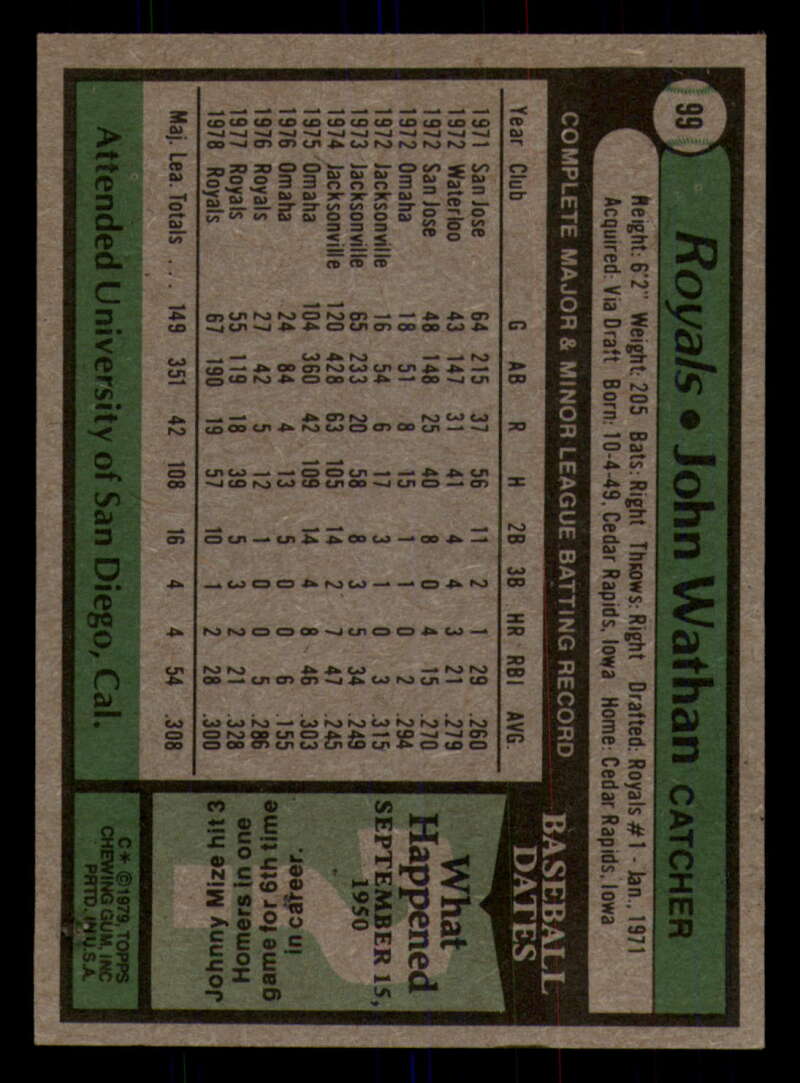 99
Royals • John Wathan CATCHER
Height: 6'2" Weight: 205 Bats: Right Throws: Right Drafted: Royals #1 - Jan., 1971
Acquired: Via Draft Born: 10-4-49, Cedar Rapids, Iowa Home: Cedar Rapids, Iowa
COMPLETE MAJOR & MINOR LEAGUE BATTING RECORD
Year Club G AB R H 2B 3B HR RBI AVG.
1971 San Jose 64 215 37 56 11 2 1 29 .260
1972 Waterloo 43 147 31 41 4 4 3 21 .279
1972 San Jose 48 148 25 40 8 0 4 15 .270
1972 Omaha 18 51 8 15 1 1 0 2 .294
1972 Jacksonville 16 54 6 17 3 1 0 3 .315
1973 Jacksonville 65 233 20 58 8 3 5 34 .249
1974 Jacksonville 120 428 63 105 14 2 7 47 .245
1975 Omaha 104 360 42 109 14 4 8 46 .303
1976 Omaha 24 84 4 13 5 0 0 6 .155
1976 Royals 27 42 5 12 1 0 0 5 .286
1977 Royals 55 119 18 39 5 3 2 21 .328
1978 Royals 67 190 19 57 10 1 2 28 .300
Maj. Lea. Totals . . . 149 351 42 108 16 4 4 54 .308
Attended University of San Diego, Cal.
BASEBALL
DATES
What
Happened
SEPTEMBER 15,
1950
Johnny Mize hit 3
Homers in one
game for 6th time
in career.
C* ©1979, TOPPS
CHEWING GUM, INC
PRTD. IN U.S.A.